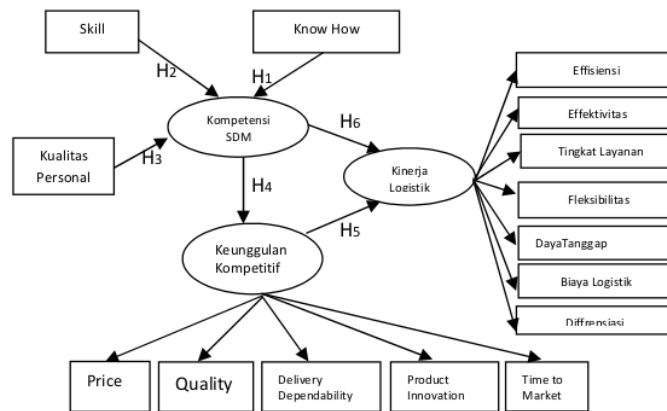 Skill
Know How
H2
H1
Effisiensi
Kompetensi
SDM
H6
Effektivitas
Kualitas
Personal
H3
Tingkat Layanan
Kinerja
Logistik
H4
Fleksibilitas
H5
Keunggulan
Kompetitif
DayaTanggap
Biaya Logistik
Diffrensiasi
Price
Quality
Delivery
Dependability
Product
Innovation
Time to
Market